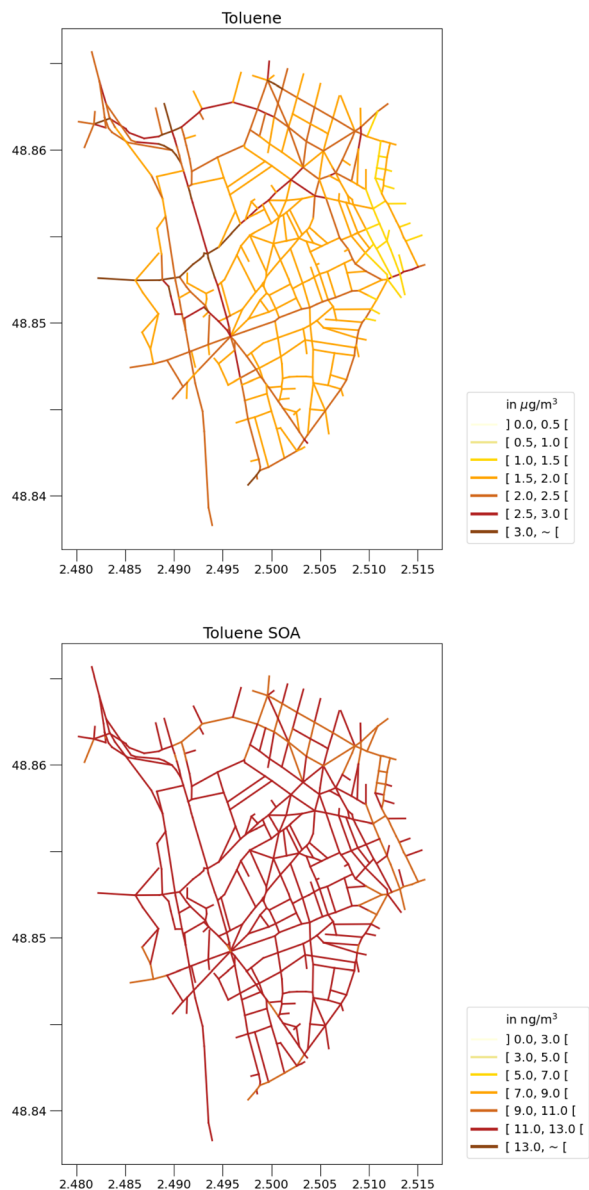 Toluene
48.86
48.85
48.84
2.480 2.485 2.490 2.495 2.500 2.505 2.510 2.515
in μg/m³
] 0.0, 0.5 [
[ 0.5, 1.0 [
[ 1.0, 1.5 [
[ 1.5, 2.0 [
[ 2.0, 2.5 [
[ 2.5, 3.0 [
[ 3.0, ~ [
Toluene SOA
48.86
48.85
48.84
2.480 2.485 2.490 2.495 2.500 2.505 2.510 2.515
in ng/m³
] 0.0, 3.0 [
[ 3.0, 5.0 [
[ 5.0, 7.0 [
[ 7.0, 9.0 [
[ 9.0, 11.0 [
[ 11.0, 13.0 [
[ 13.0, ~ [